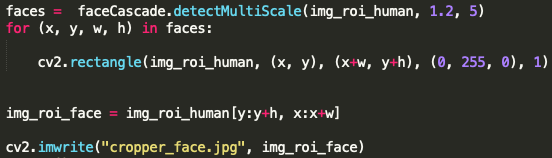 faces =  faceCascade.detectMultiScale(img_roi_human, 1.2, 5)
for (x, y, w, h) in faces:
    cv2.rectangle(img_roi_human, (x, y), (x+w, y+h), (0, 255, 0), 1)
img_roi_face = img_roi_human[y:y+h, x:x+w]
cv2.imwrite("cropper_face.jpg", img_roi_face)